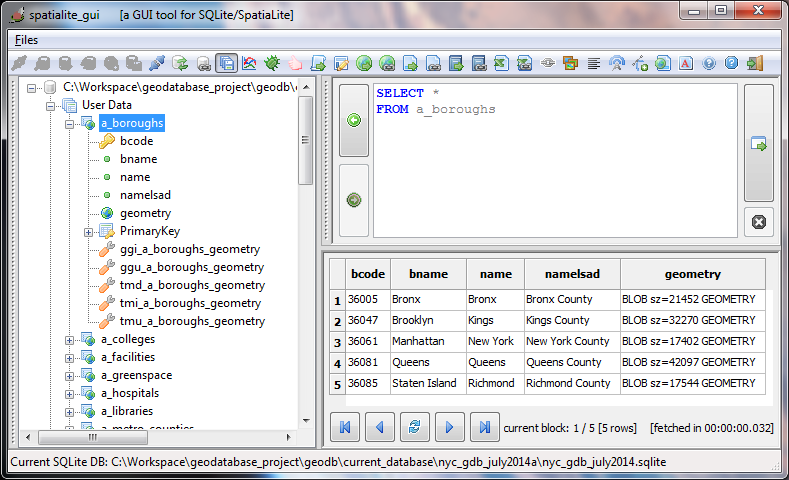 spatialite_gui [a GUI tool for SQLite/SpatiaLite]
Files
C:\Workspace\geodatabase_project\geodb\
User Data
a_boroughs
bcode
bname
name
namelsad
geometry
PrimaryKey
ggi_a_boroughs_geometry
ggu_a_boroughs_geometry
tmd_a_boroughs_geometry
tmi_a_boroughs_geometry
tmu_a_boroughs_geometry
a_colleges
a_facilities
a_greenspace
a_hospitals
a_libraries
a_metro_counties
SELECT *
FROM a_boroughs
bcode bname name namelsad geometry
1 36005 Bronx Bronx Bronx County BLOB sz=21452 GEOMETRY
2 36047 Brooklyn Kings Kings County BLOB sz=32270 GEOMETRY
3 36061 Manhattan New York New York County BLOB sz=17402 GEOMETRY
4 36081 Queens Queens Queens County BLOB sz=42097 GEOMETRY
5 36085 Staten Island Richmond Richmond County BLOB sz=17544 GEOMETRY
current block: 1 / 5 [5 rows] [fetched in 00:00:00.032]
Current SQLite DB: C:\Workspace\geodatabase_project\geodb\current_database\nyc_gdb_july2014a\nyc_gdb_july2014.sqlite